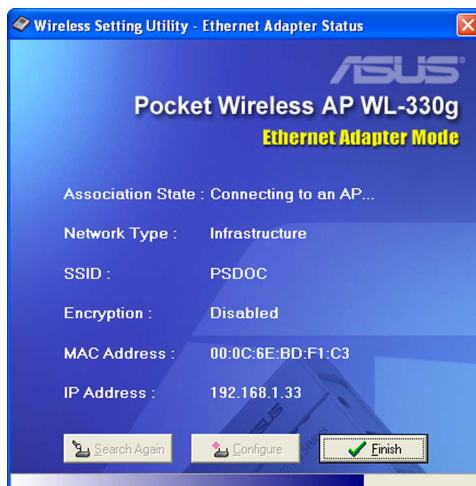 Wireless Setting Utility - Ethernet Adapter Status
ASUS
Pocket Wireless AP WL-330g
Ethernet Adapter Mode
Association State : Connecting to an AP...
Network Type : Infrastructure
SSID : PSDOC
Encryption : Disabled
MAC Address : 00:0C:6E:BD:F1:C3
IP Address : 192.168.1.33
ASUS
Search Again Configure Finish